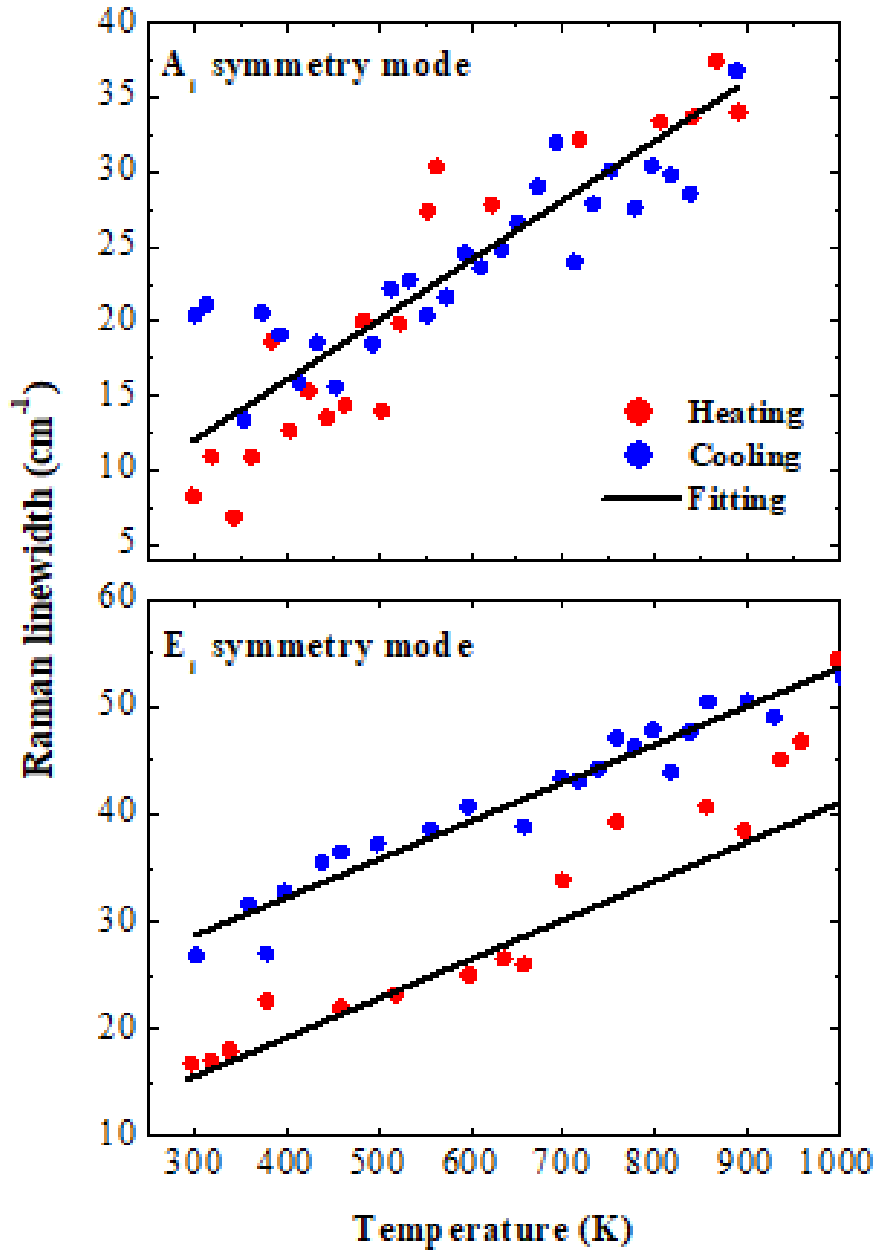 40
A₁ symmetry mode
35
30
25
20
15
10
5
Heating
Cooling
Fitting
Raman linewidth (cm⁻¹)
60
E₁ symmetry mode
50
40
30
20
10
300 400 500 600 700 800 900 1000
Temperature (K)